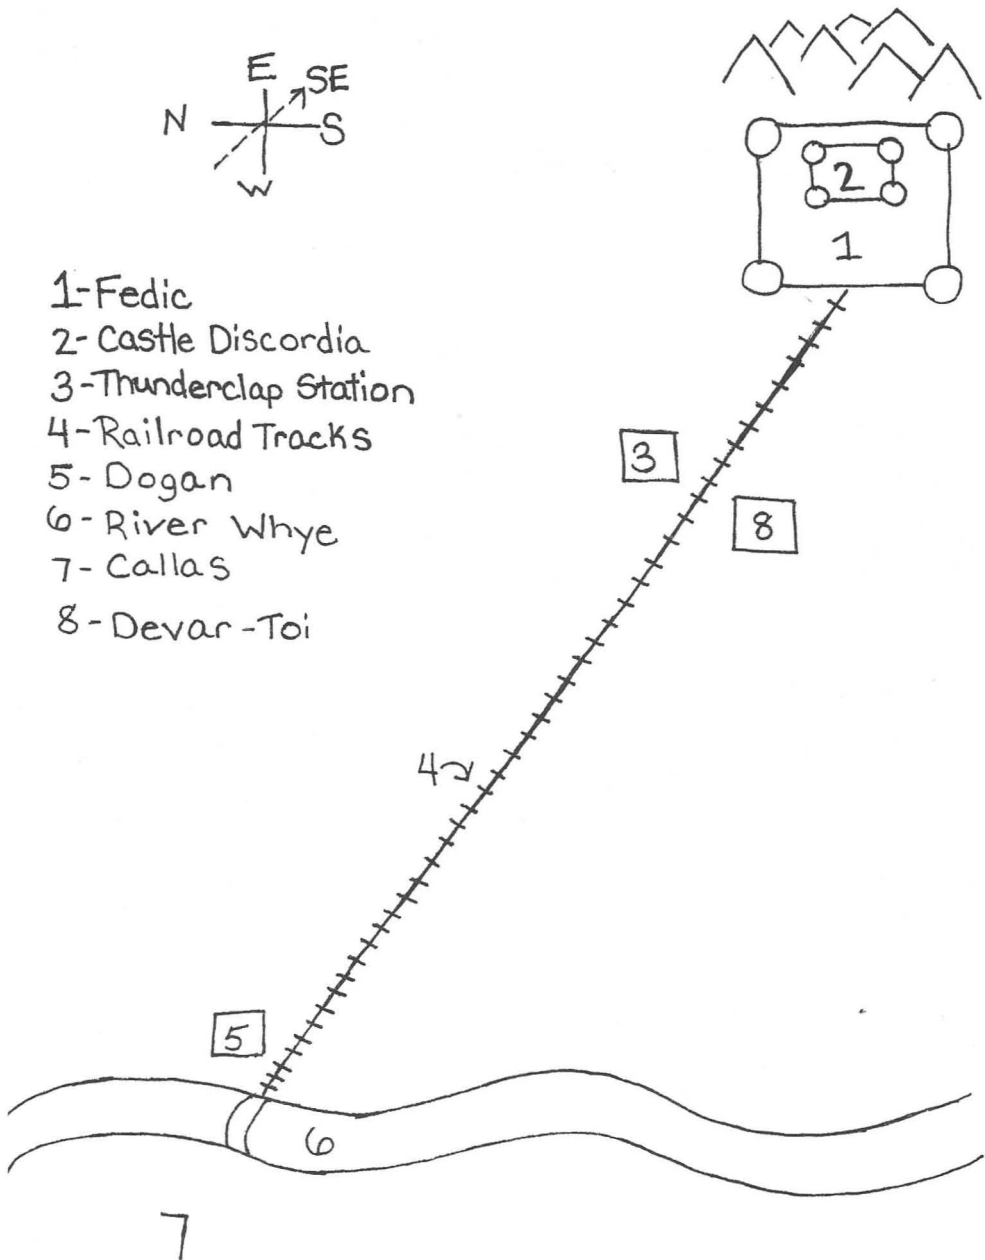 E
SE
N
S
W
2
1
1-Fedic
2-Castle Discordia
3-Thunderclap Station
4-Railroad Tracks
5-Dogan
6-River Whye
7-Callas
8-Devar-Toi
3
8
4
5
6
7